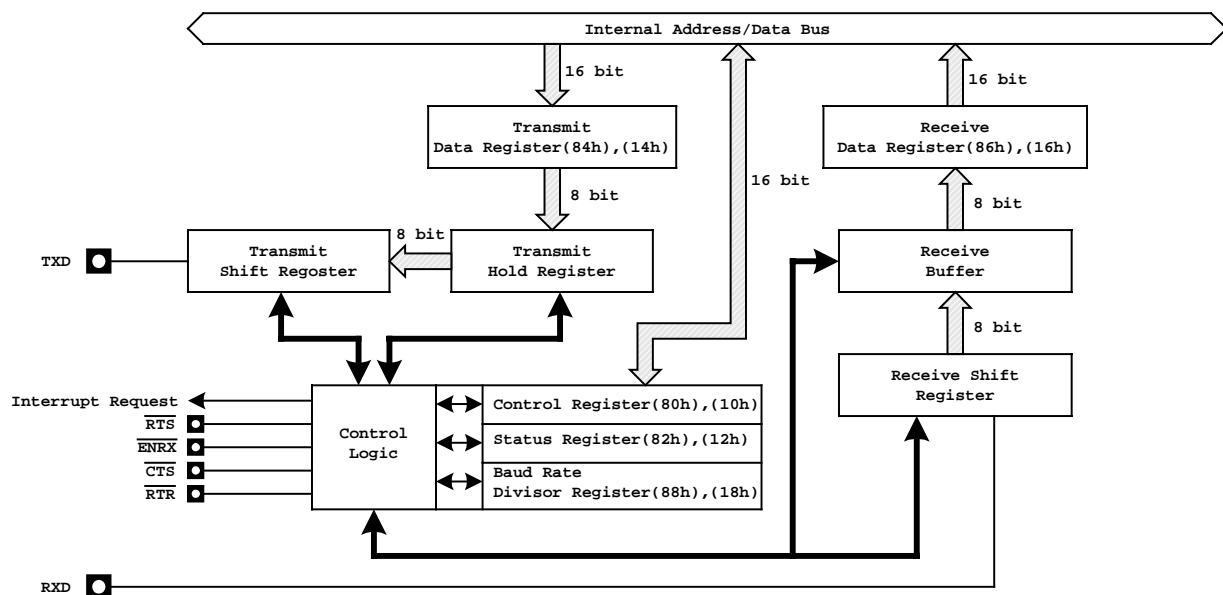 Internal Address/Data Bus
16 bit
16 bit
Transmit
Data Register(84h),(14h)
Receive
Data Register(86h),(16h)
16 bit
8 bit
8 bit
TXD
Transmit
Shift Regoster
8 bit
Transmit
Hold Register
Receive
Buffer
8 bit
Receive Shift
Register
Interrupt Request
RTS
ENRX
CTS
RTR
Control
Logic
Control Register(80h),(10h)
Status Register(82h),(12h)
Baud Rate
Divisor Register(88h),(18h)
RXD